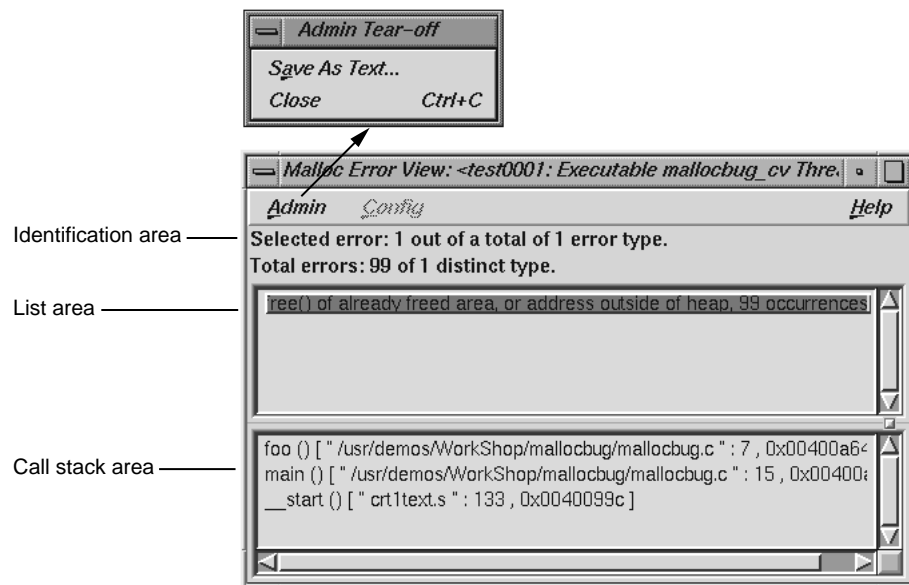 Admin Tear-off
Save As Text...
Close Ctrl+C
Malloc Error View: <test0001: Executable mallocbug_cv Thre
Admin Config Help
Identification area
Selected error: 1 out of a total of 1 error type.
Total errors: 99 of 1 distinct type.
List area
free() of already freed area, or address outside of heap, 99 occurrences
Call stack area
foo () [ " /usr/demos/WorkShop/mallocbug/mallocbug.c " : 7 , 0x00400a64
main () [ " /usr/demos/WorkShop/mallocbug/mallocbug.c " : 15 , 0x00400a
__start () [ " crt1text.s " : 133 , 0x0040099c ]